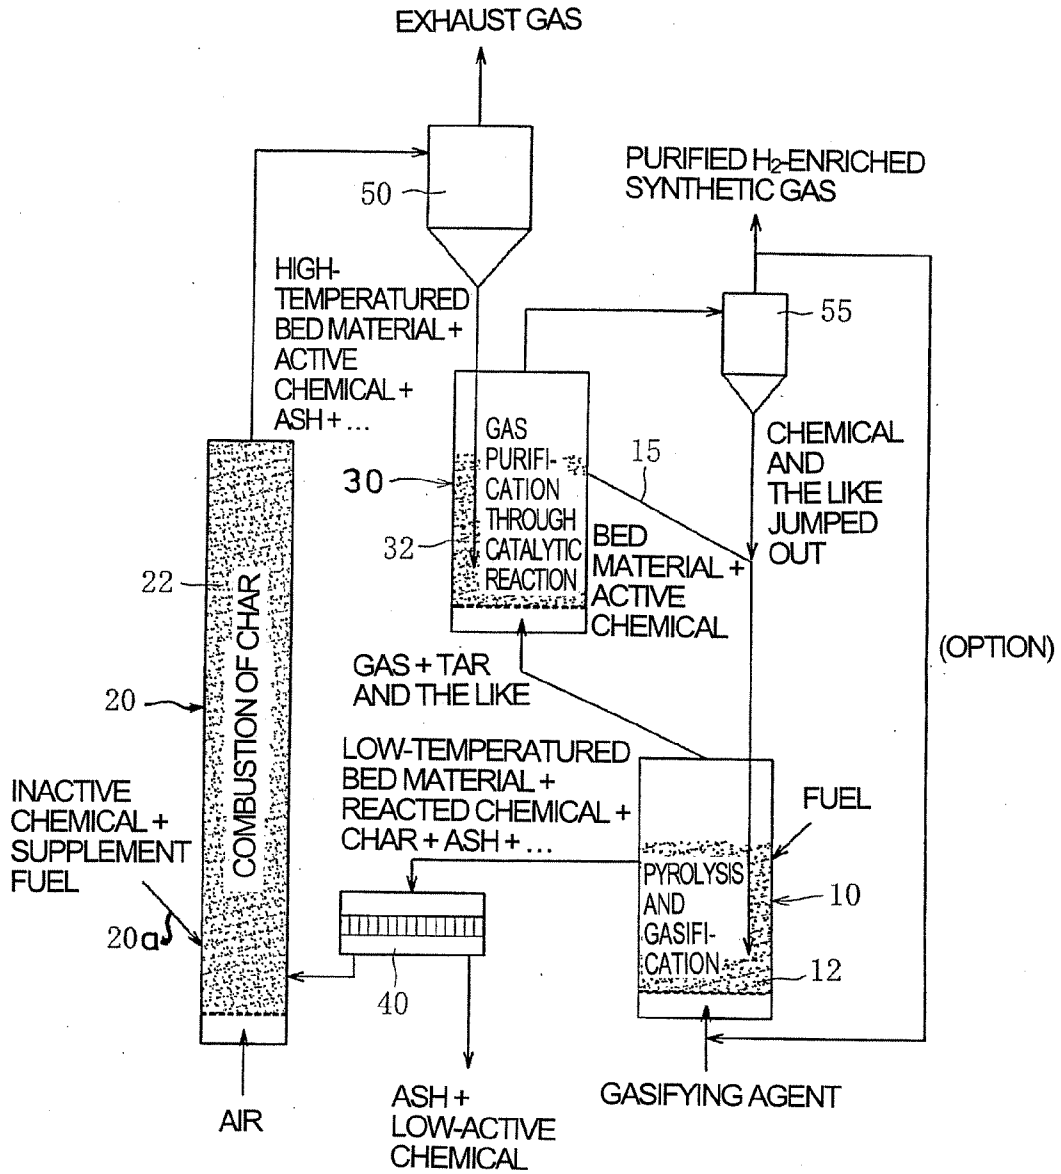 EXHAUST GAS
PURIFIED H₂-ENRICHED
SYNTHETIC GAS
50
HIGH-
TEMPERATURED
BED MATERIAL +
ACTIVE
CHEMICAL +
ASH + ...
55
GAS
PURIFI-
CATION
THROUGH
CATALYTIC
REACTION
30
32
15
CHEMICAL
AND
THE LIKE
JUMPED
OUT
BED
MATERIAL +
ACTIVE
CHEMICAL
22
COMBUSTION OF CHAR
20
(OPTION)
GAS + TAR
AND THE LIKE
LOW-TEMPERATURED
BED MATERIAL +
REACTED CHEMICAL +
CHAR + ASH + ...
INACTIVE
CHEMICAL +
SUPPLEMENT
FUEL
20a
FUEL
PYROLYSIS
AND
GASIFI-
CATION
10
12
40
AIR
ASH +
LOW-ACTIVE
CHEMICAL
GASIFYING AGENT